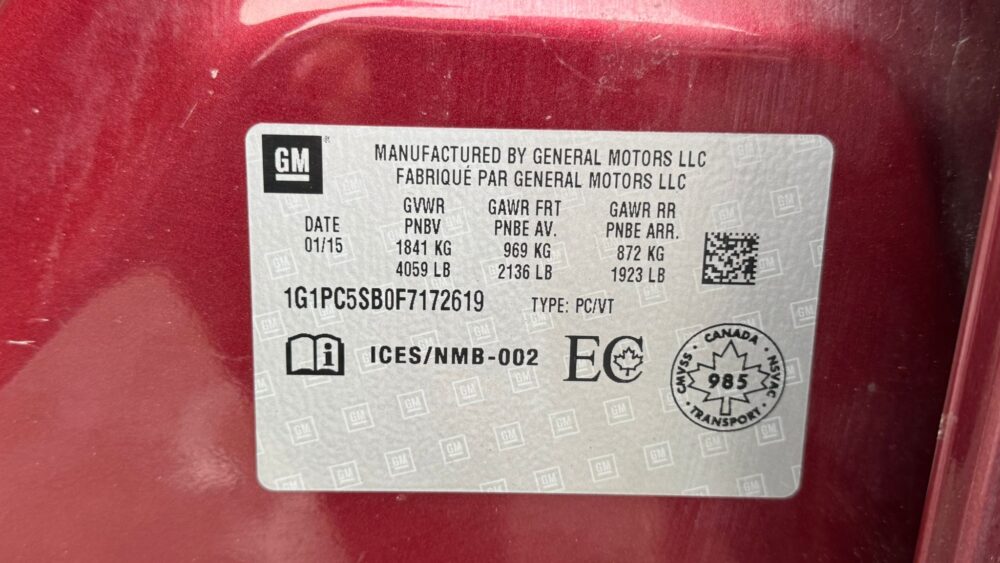 GM
MANUFACTURED BY GENERAL MOTORS LLC
FABRIQUÉ PAR GENERAL MOTORS LLC
DATE
01/15
GVWR
PNBV
1841 KG
4059 LB
GAWR FRT
PNBE AV.
969 KG
2136 LB
GAWR RR
PNBE ARR.
872 KG
1923 LB
1G1PC5SB0F7172619 TYPE: PC/VT
i ICES/NMB-002 EC
CANADA
CMVSS 985 NSVAC
TRANSPORT